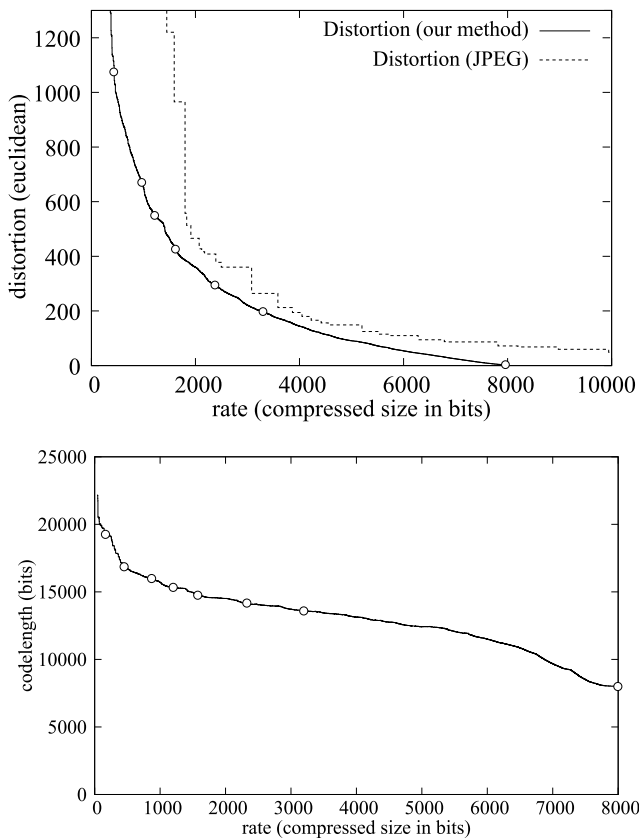 1200
1000
800
600
400
200
0
distortion (euclidean)
Distortion (our method)
Distortion (JPEG)
0 2000 4000 6000 8000 10000
rate (compressed size in bits)
25000
20000
15000
10000
5000
0
codelength (bits)
0 1000 2000 3000 4000 5000 6000 7000 8000
rate (compressed size in bits)